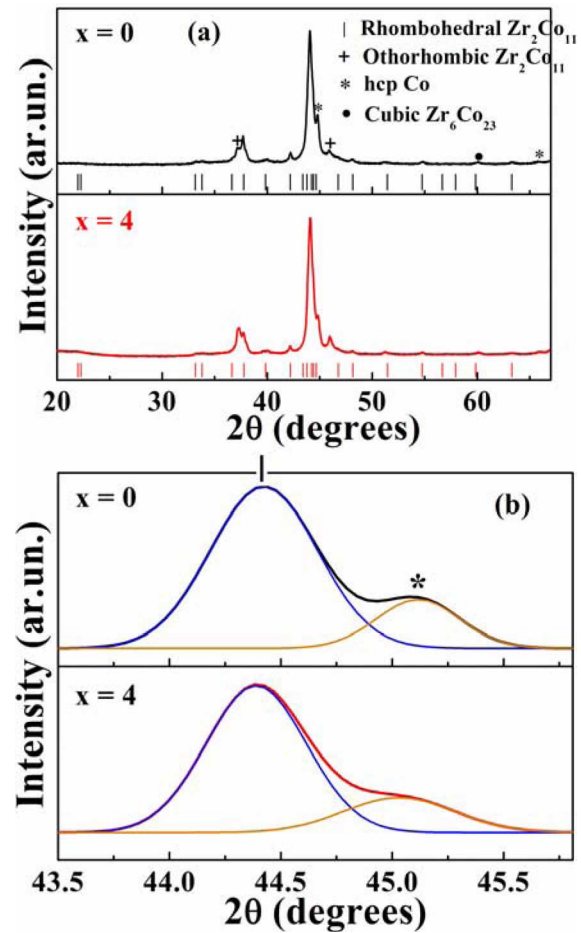 x = 0
(a)
| Rhombohedral Zr₂Co₁₁
+ Othorhombic Zr₂Co₁₁
* hcp Co
• Cubic Zr₆Co₂₃
+
*
+
•
*
x = 4
Intensity (ar.un.)
20 30 40 50 60
2θ (degrees)
x = 0
(b)
|
*
x = 4
Intensity (ar.un.)
43.5 44.0 44.5 45.0 45.5
2θ (degrees)